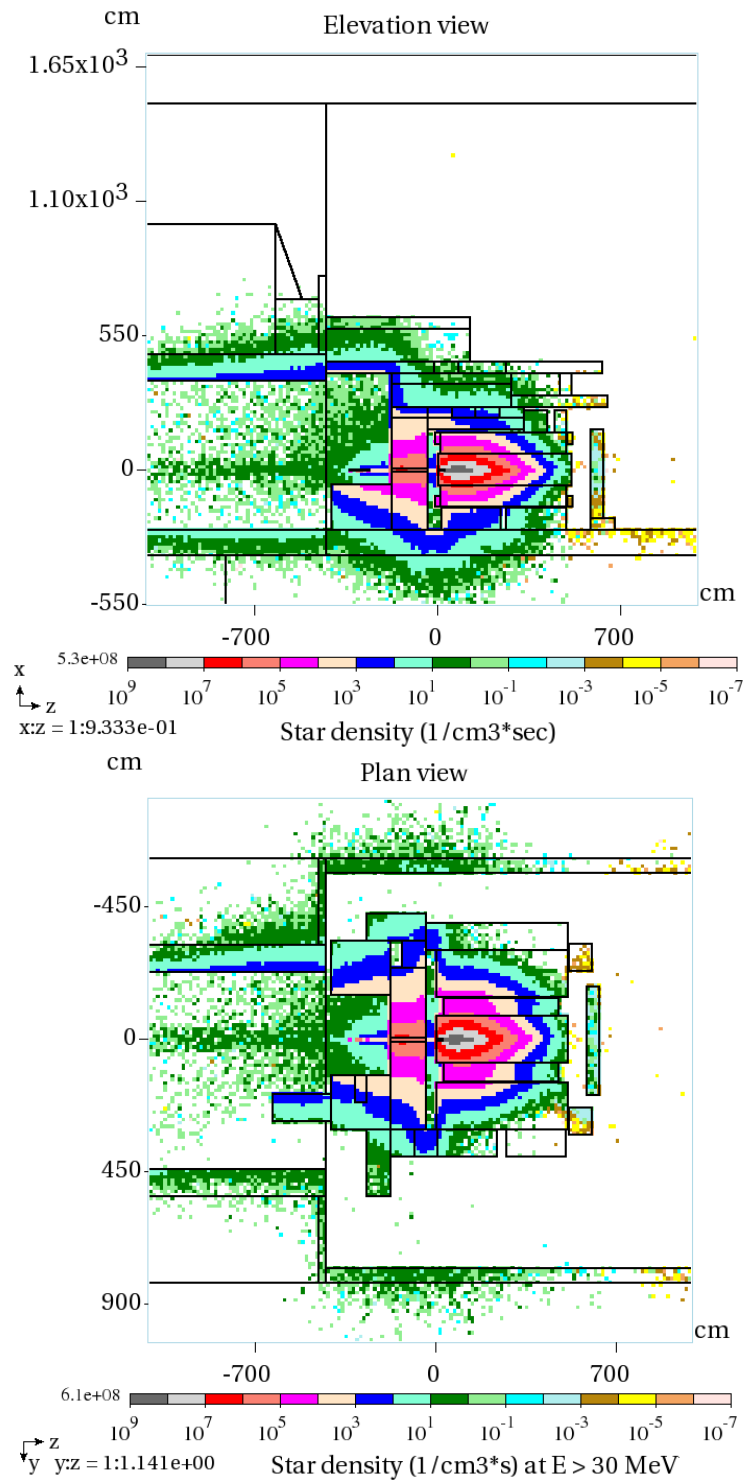 cm
Elevation view
1.65x10³
1.10x10³
550
0
-550
cm
-700 0 700
5.3e+08
10⁹ 10⁷ 10⁵ 10³ 10¹ 10⁻¹ 10⁻³ 10⁻⁵ 10⁻⁷
x
z
x:z = 1:9.333e-01
Star density (1/cm3*sec)
cm
Plan view
-450
0
450
900
cm
-700 0 700
6.1e+08
10⁹ 10⁷ 10⁵ 10³ 10¹ 10⁻¹ 10⁻³ 10⁻⁵ 10⁻⁷
z
y y:z = 1:1.141e+00
Star density (1/cm3*s) at E > 30 MeV